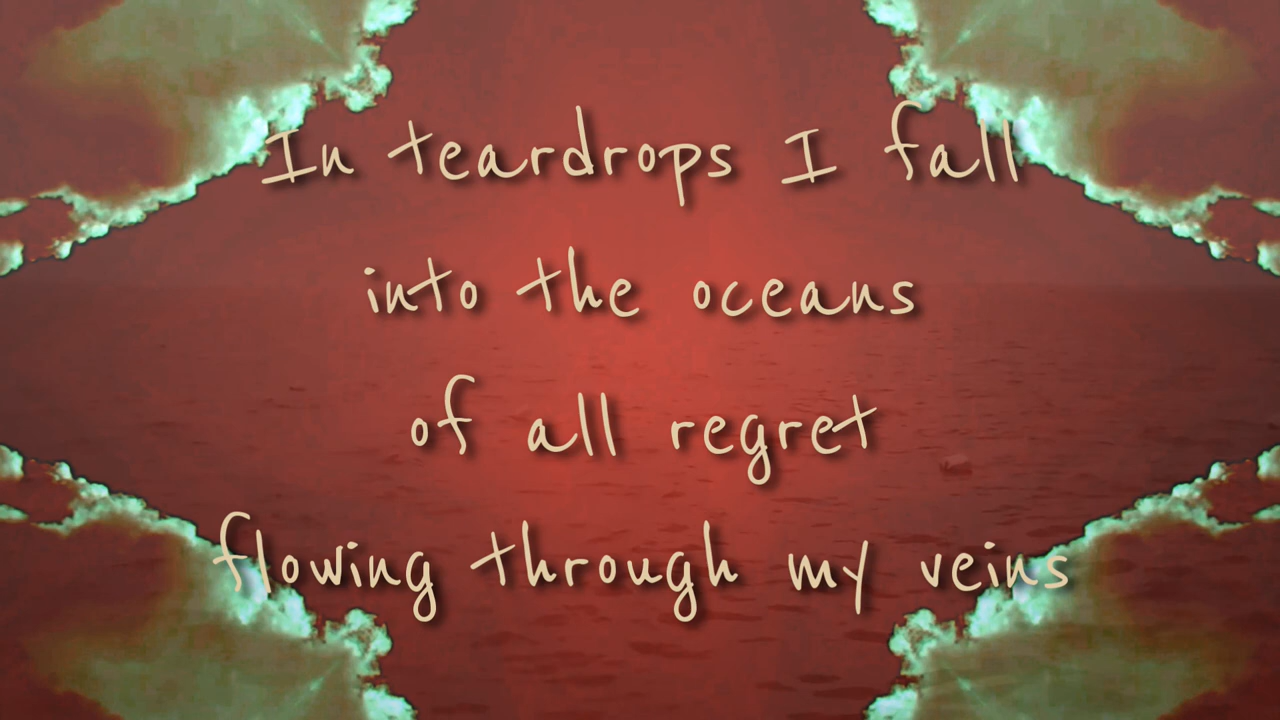 In teardrops I fall
into the oceans
of all regret
flowing through my veins